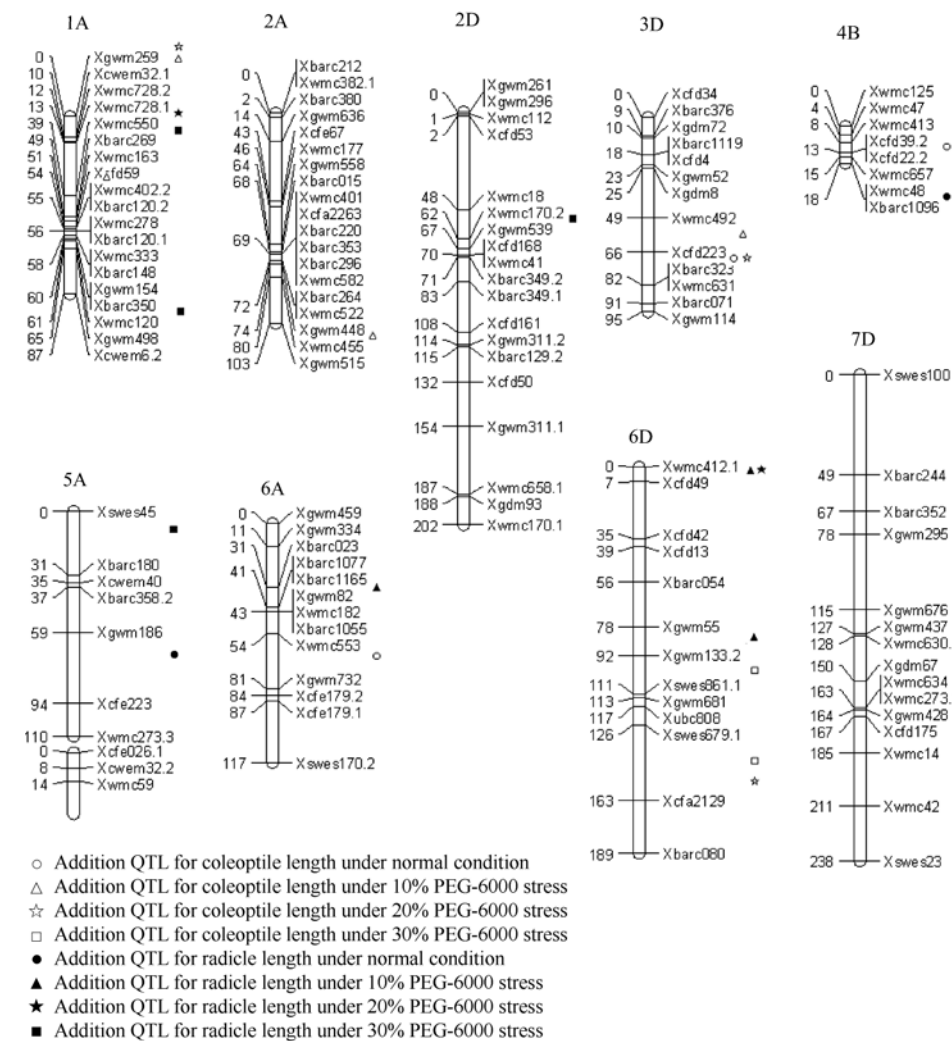 1A
0 Xgwm259
10 Xcwem32.1
12 Xwmc728.2
13 Xwmc728.1
39 Xwmc550
49 Xbarc269
51 Xwmc163
54
55 Xwmc402.2
Xbarc120.2
56 Xwmc278
Xbarc120.1
58 Xwmc333
Xbarc148
60 Xgwm154
Xbarc350
61 Xwmc120
65 Xgwm498
87 Xcwem6.2
2A
0 Xbarc212
Xwmc382.1
2 Xbarc380
14 Xgwm636
43 Xcfe67
46 Xwmc177
64 Xgwm558
68 Xbarc015
69 Xwmc401
Xcfa2263
Xbarc220
Xbarc353
Xbarc296
Xwmc582
72 Xbarc264
Xwmc522
74 Xgwm448
80 Xwmc455
103 Xgwm515
2D
0 Xgwm261
Xgwm296
1 Xwmc112
2 Xcfd53
48 Xwmc18
62 Xwmc170.2
67 Xgwm539
70 Xcfd168
Xwmc41
71 Xbarc349.2
83 Xbarc349.1
108 Xcfd161
114 Xgwm311.2
115 Xbarc129.2
132 Xcfd50
154 Xgwm311.1
187 Xwmc658.1
188 Xgdm93
202 Xwmc170.1
3D
0 Xcfd34
9 Xbarc376
10 Xgdm72
18 Xbarc1119
Xcfd4
23 Xgwm52
25 Xgdm8
49 Xwmc492
66 Xcfd223
82 Xbarc323
Xwmc631
91 Xbarc071
95 Xgwm114
4B
0 Xwmc125
4 Xwmc47
8 Xwmc413
13 Xcfd39.2
Xcfd22.2
15 Xwmc657
18 Xwmc48
Xbarc1096
5A
0 Xswes45
31 Xbarc180
35 Xcwem40
37 Xbarc358.2
59 Xgwm186
94 Xcfe223
110 Xwmc273.3
0 Xcfe026.1
8 Xcwem32.2
14 Xwmc59
6A
0 Xgwm459
11 Xgwm334
31 Xbarc023
41 Xbarc1077
Xbarc1165
43 Xgwm82
Xwmc182
Xbarc1055
54 Xwmc553
81 Xgwm732
84 Xcfe179.2
87 Xcfe179.1
117 Xswes170.2
6D
0 Xwmc412.1
7 Xcfd49
35 Xcfd42
39 Xcfd13
56 Xbarc054
78 Xgwm55
92 Xgwm133.2
111 Xswes861.1
113 Xgwm681
117 Xubc808
126 Xswes679.1
163 Xcfa2129
189 Xbarc080
7D
0 Xswes100
49 Xbarc244
67 Xbarc352
78 Xgwm295
115 Xgwm676
127 Xgwm437
128 Xwmc630.
150 Xgdm67
163 Xwmc634
Xwmc273.
164 Xgwm428
167 Xcfd175
185 Xwmc14
211 Xwmc42
238 Xswes23
○ Addition QTL for coleoptile length under normal condition
△ Addition QTL for coleoptile length under 10% PEG-6000 stress
☆ Addition QTL for coleoptile length under 20% PEG-6000 stress
□ Addition QTL for coleoptile length under 30% PEG-6000 stress
● Addition QTL for radicle length under normal condition
▲ Addition QTL for radicle length under 10% PEG-6000 stress
★ Addition QTL for radicle length under 20% PEG-6000 stress
■ Addition QTL for radicle length under 30% PEG-6000 stress